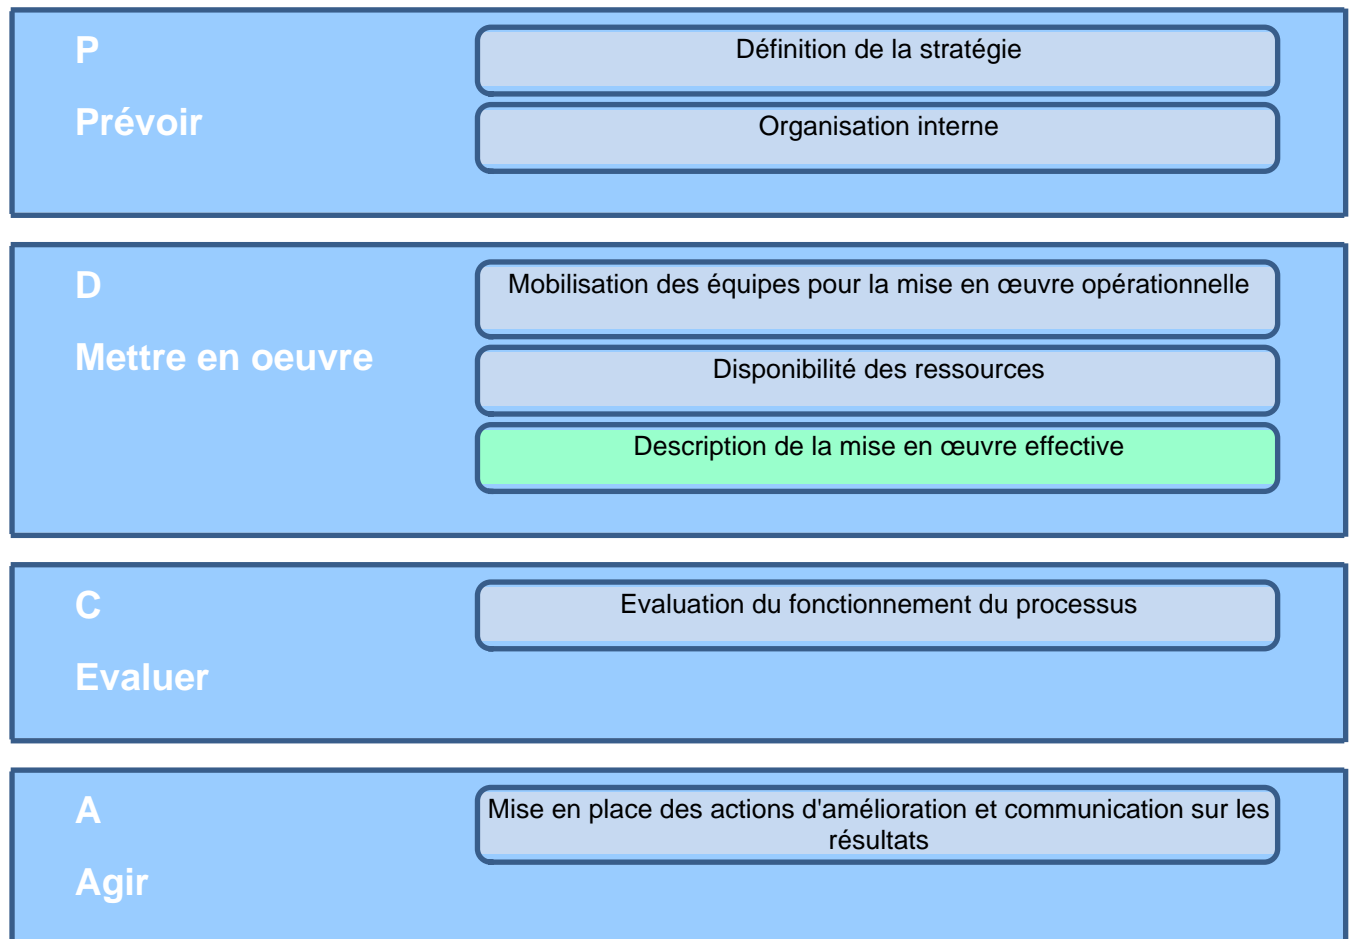 P
Prévoir
Définition de la stratégie
Organisation interne
D
Mettre en oeuvre
Mobilisation des équipes pour la mise en œuvre opérationnelle
Disponibilité des ressources
Description de la mise en œuvre effective
C
Evaluer
Evaluation du fonctionnement du processus
A
Agir
Mise en place des actions d'amélioration et communication sur les
résultats